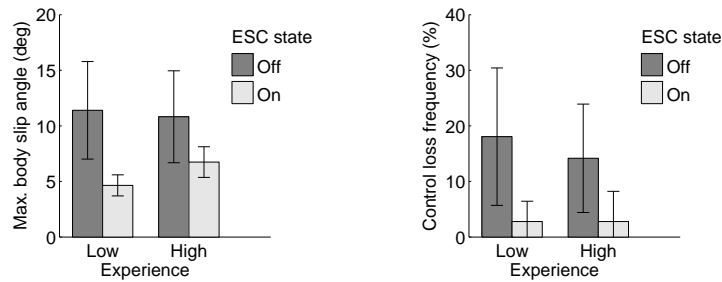 Max. body slip angle (deg)
20
15
10
5
0
Low
High
Experience
ESC state
Off
On
Control loss frequency (%)
40
30
20
10
0
Low
High
Experience
ESC state
Off
On